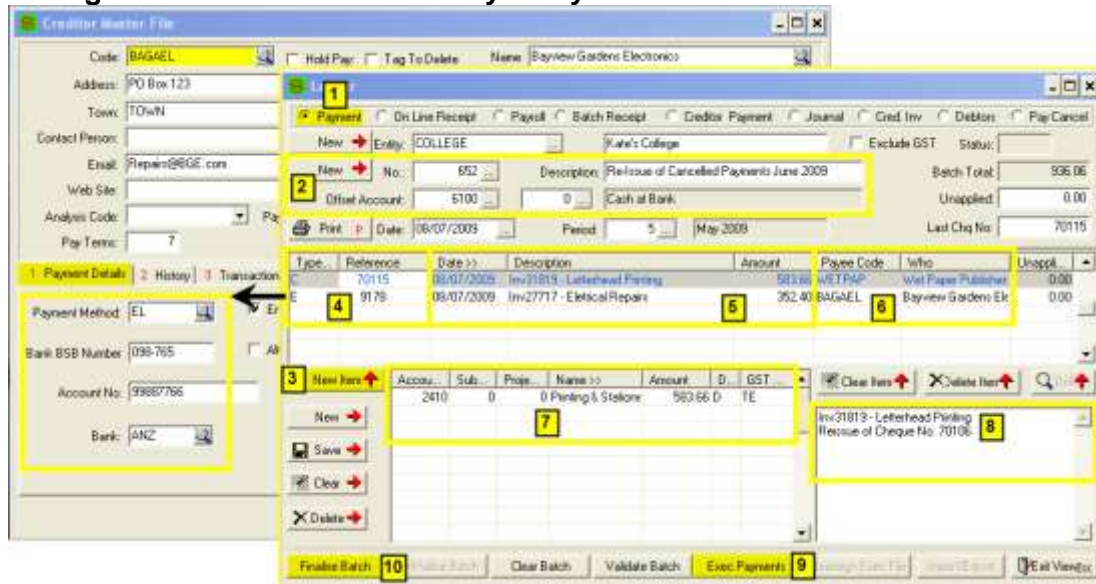 Creditor Master File
Code: BAGAEL
Hold Pay Tag To Delete Name: Bayview Gardens Electronics
Address: PO Box 123
Town: TOWN
Contact Person:
Email: Repairs@BGE.com
Web Site:
Analysis Code:
Pay Terms: 7
1 Payment Details 2 History 3 Transaction
Payment Method: EL
Bank BSB Number 098-765
Account No: 99887766
Bank: ANZ
1
Payment On Line Receipt Payroll Batch Receipt Creditor Payment Journal Cred. Inv Debtors Pay Cancel
New Entity: COLLEGE Kate's College Exclude GST Status:
2
New No.: 652 Description: Re-Issue of Cancelled Payments June 2009 Batch Total: 936.06
Offset Account: 6100 0 Cash at Bank Unapplied: 0.00
Print P Date: 08/07/2009 Period: 5 May 2009 Last Chq No: 70115
Type... Reference Date >> Description Amount Payee Code Who Unappli...
C 70115 08/07/2009 Inv31819 - Letterhead Printing 583.66 WETPAP Wet Paper Publisher 0.00
E 9178 08/07/2009 Inv27717 - Eletical Repairs 352.40 BAGAEL Bayview Gardens Ele 0.00
4 5 6
3 New Item
Accou... Sub... Proje... Name >> Amount D... GST...
2410 0 0 Printing & Stationε 583.66 D TE
7
Clear Item Delete Item
Inv31819 - Letterhead Printing
Reissue of Cheque No. 70106
8
New
Save
Clear
Delete
Finalise Batch 10 Clear Batch Validate Batch Exec Payments 9 Exit View Esc